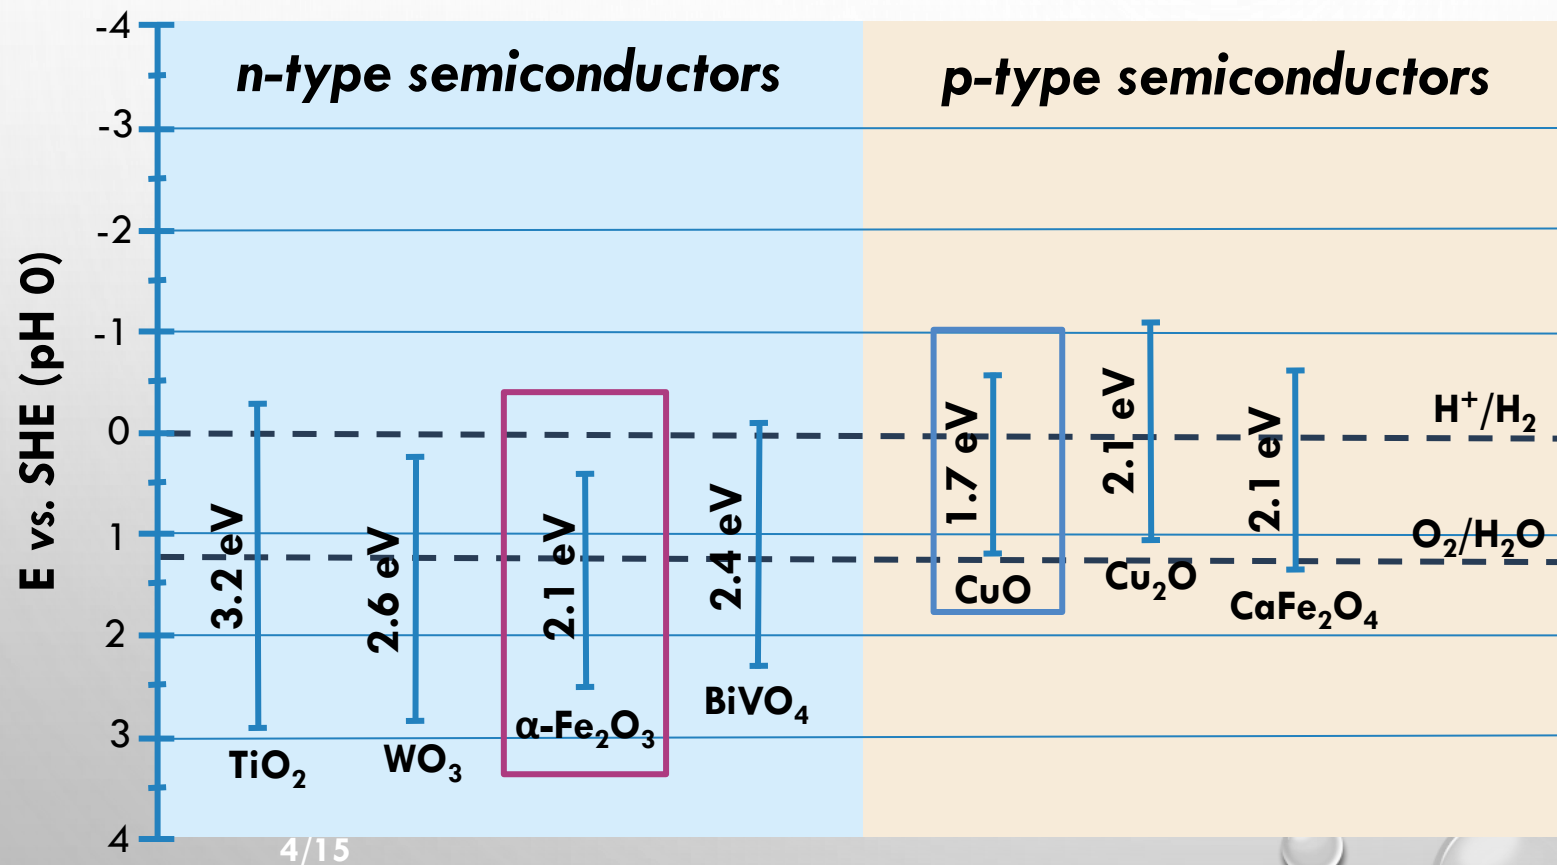 n-type semiconductors
p-type semiconductors
E vs. SHE (pH 0)
-4
-3
-2
-1
0
1
2
3
4
3.2 eV
TiO₂
2.6 eV
WO₃
2.1 eV
α-Fe₂O₃
2.4 eV
BiVO₄
1.7 eV
CuO
2.1 eV
Cu₂O
2.1 eV
CaFe₂O₄
H⁺/H₂
O₂/H₂O
4/15